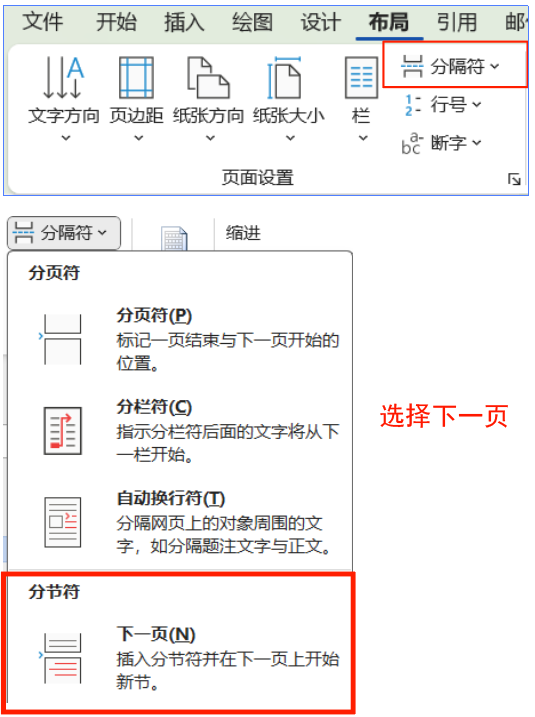 文件 开始 插入 绘图 设计 布局 引用 邮
文字方向 页边距 纸张方向 纸张大小 栏
分隔符
行号
断字
页面设置
分隔符 缩进
分页符
分页符(P)
标记一页结束与下一页开始的
位置。
分栏符(C)
指示分栏符后面的文字将从下
一栏开始。
选择下一页
自动换行符(T)
分隔网页上的对象周围的文
字，如分隔题注文字与正文。
分节符
下一页(N)
插入分节符并在下一页上开始
新节。